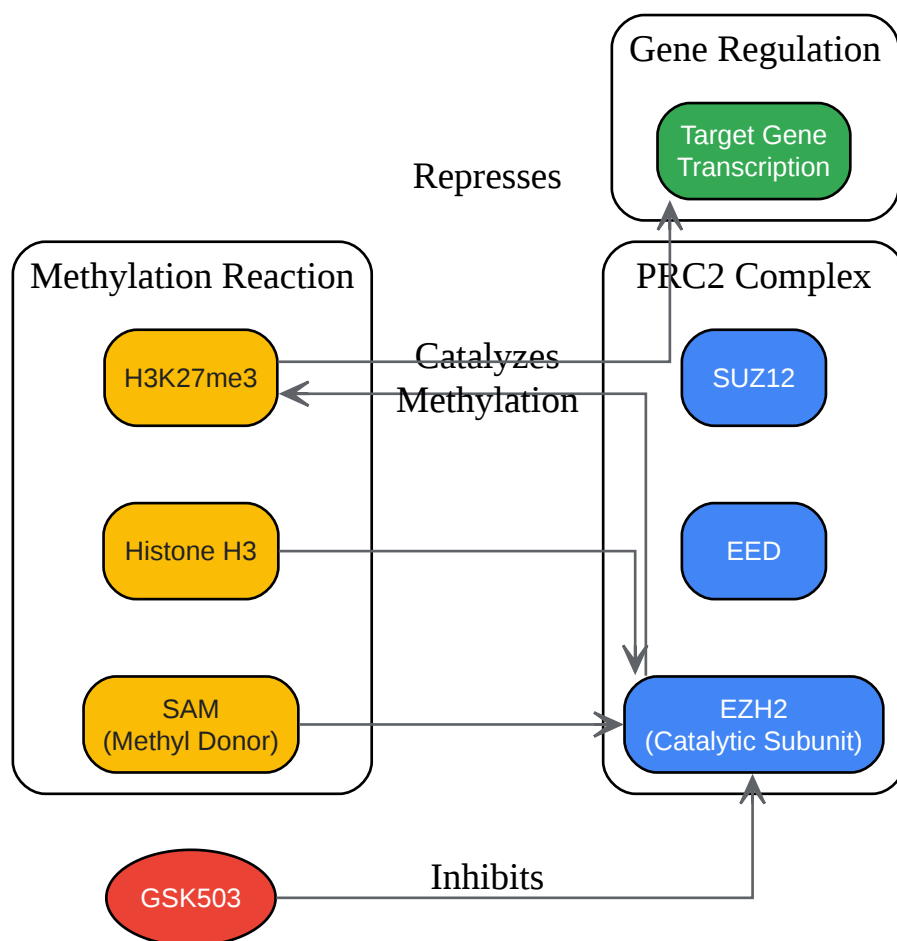 Gene Regulation
Target Gene
Transcription
Represses
Methylation Reaction
PRC2 Complex
H3K27me3
Catalyzes
Methylation
SUZ12
Histone H3
EED
SAM
(Methyl Donor)
EZH2
(Catalytic Subunit)
Inhibits
GSK503